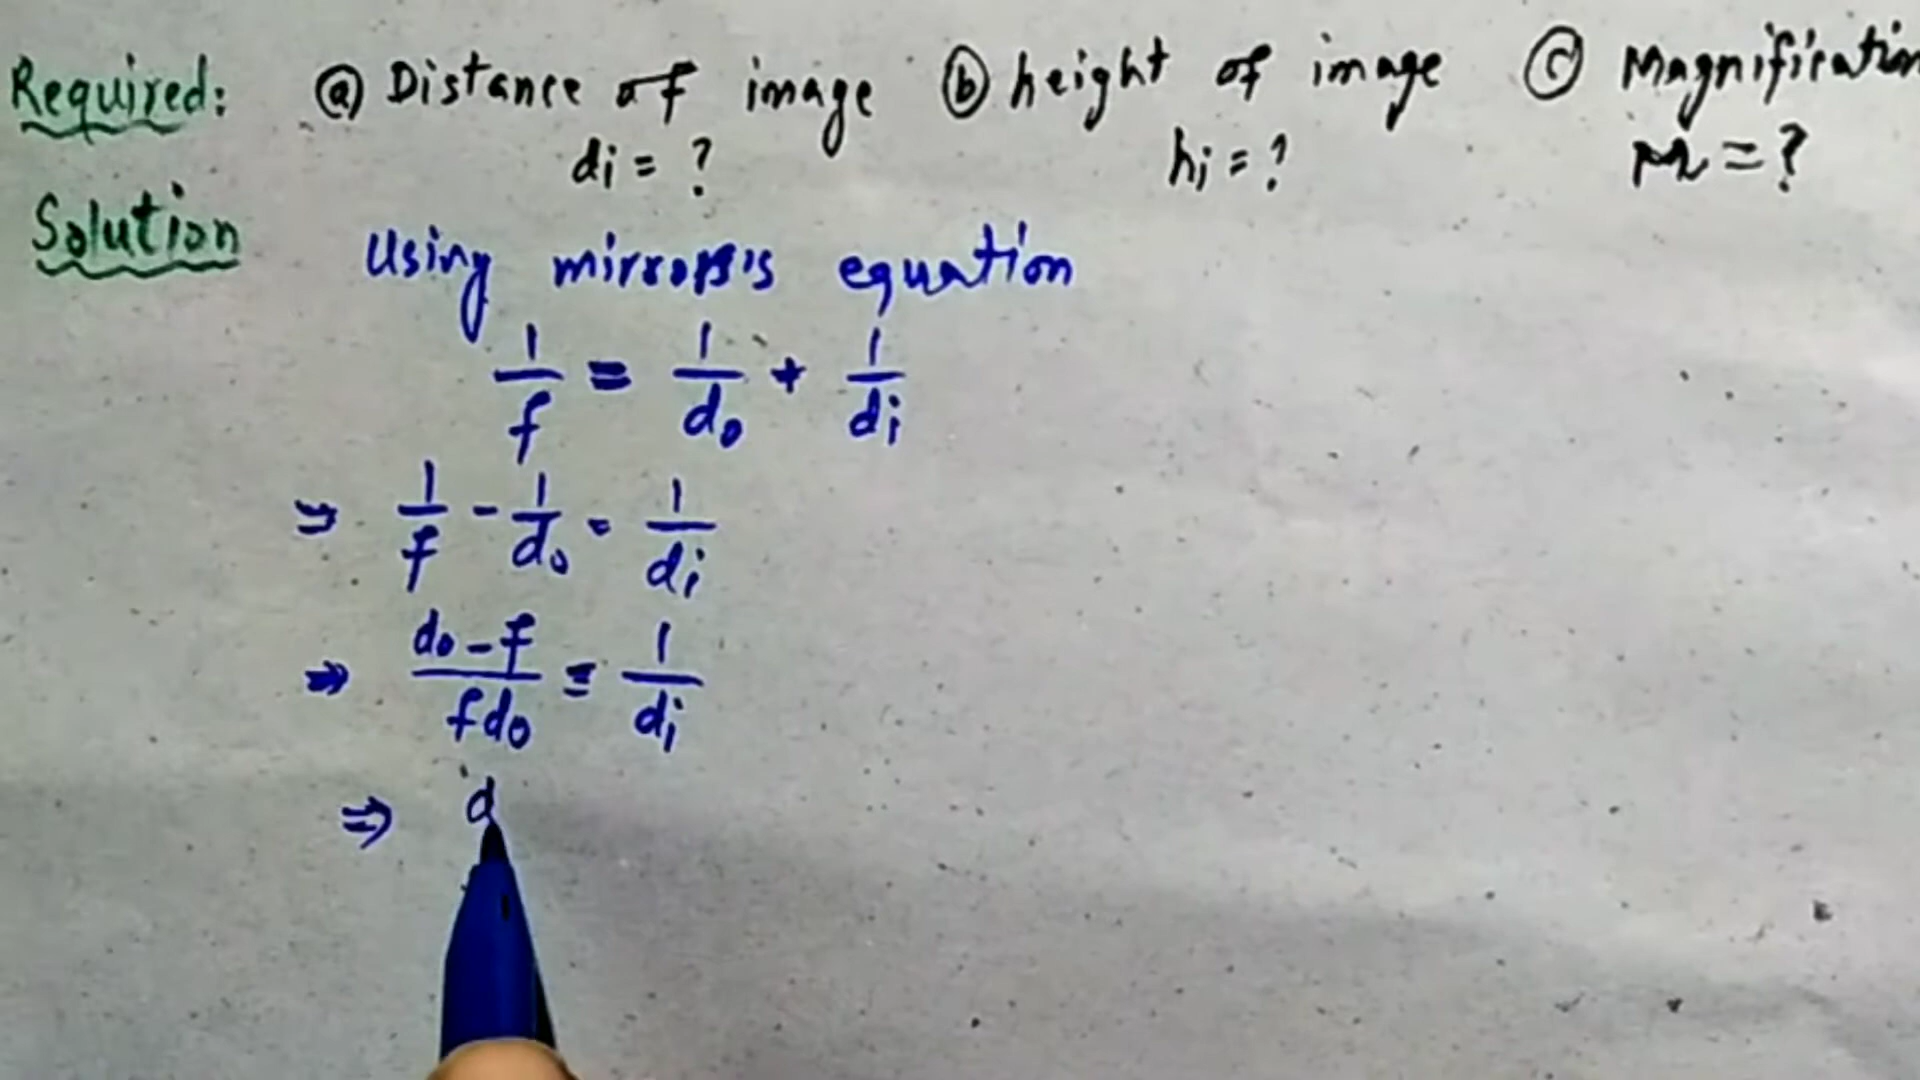 Required: ⓐ Distance of image ⓑ height of image ⓒ Magnification
di = ? hi = ? M = ?
Solution Using mirror's equation
1/f = 1/do + 1/di
⇒ 1/f - 1/do = 1/di
⇒ do - f / fdo = 1/di
⇒ d